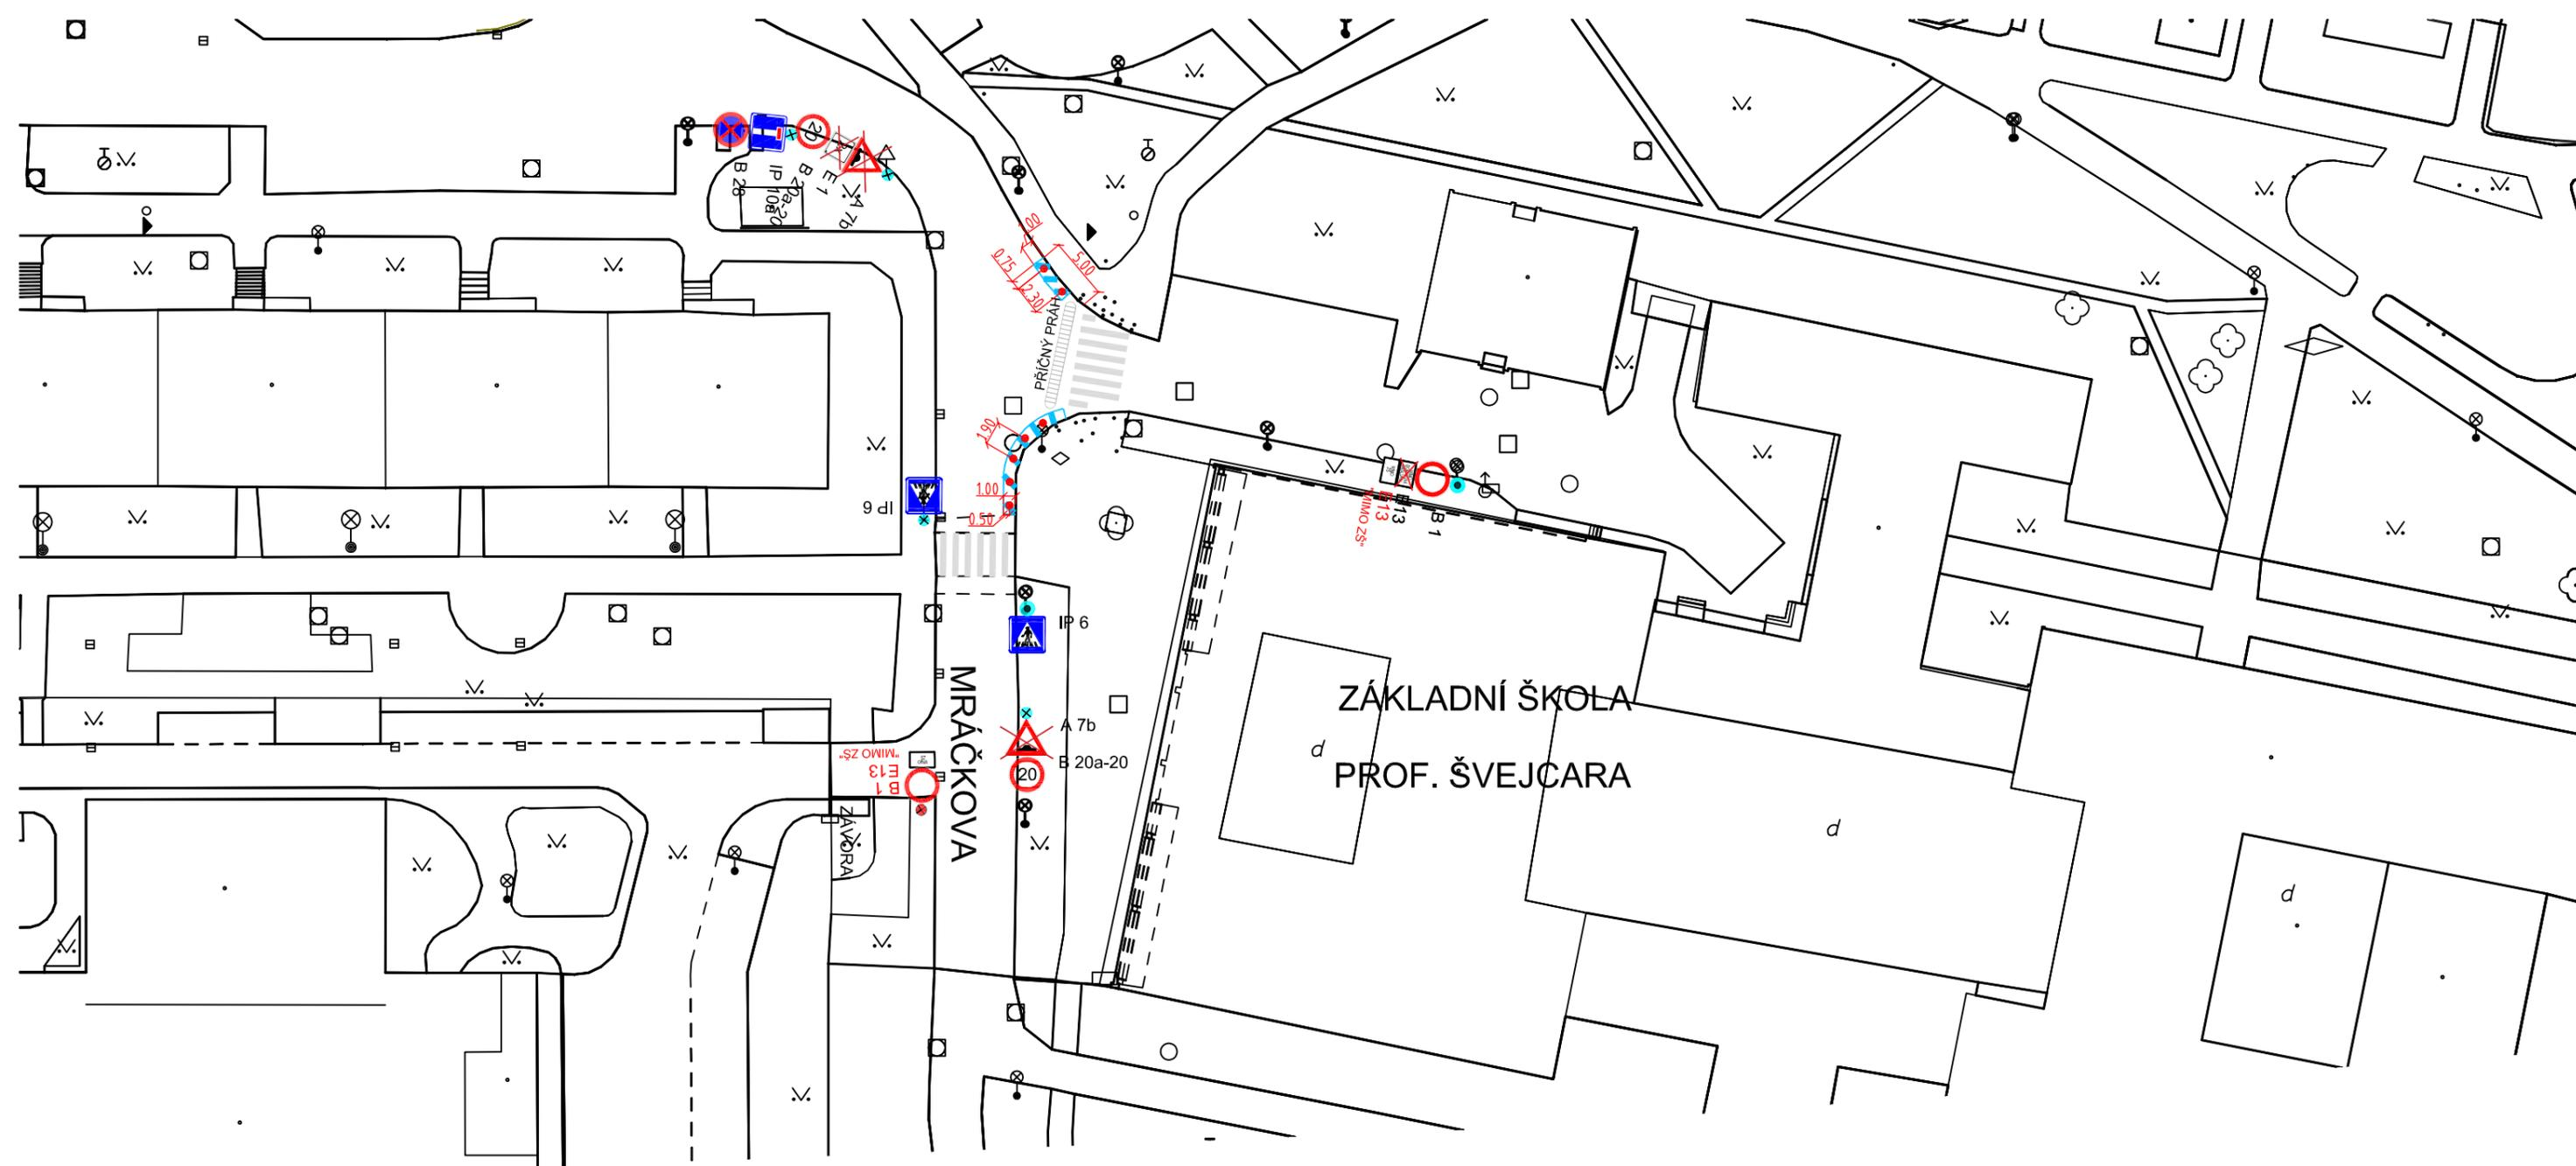 B 28
IP 10a
20
B 20a-20
E 1
A 7b
1.00
0.75
5.00
2.30
PŘÍČNÝ PRÁH
1.90
1.00
0.50
IP 6
E13
E13
B 1
"MIMO ZŠ"
IP 6
A 7b
B 20a-20
20
"MIMO ZŠ"
E13
B 1
MRÁČKOVA
ZÁVORA
ZÁKLADNÍ ŠKOLA
PROF. ŠVEJCARA
d
d
d